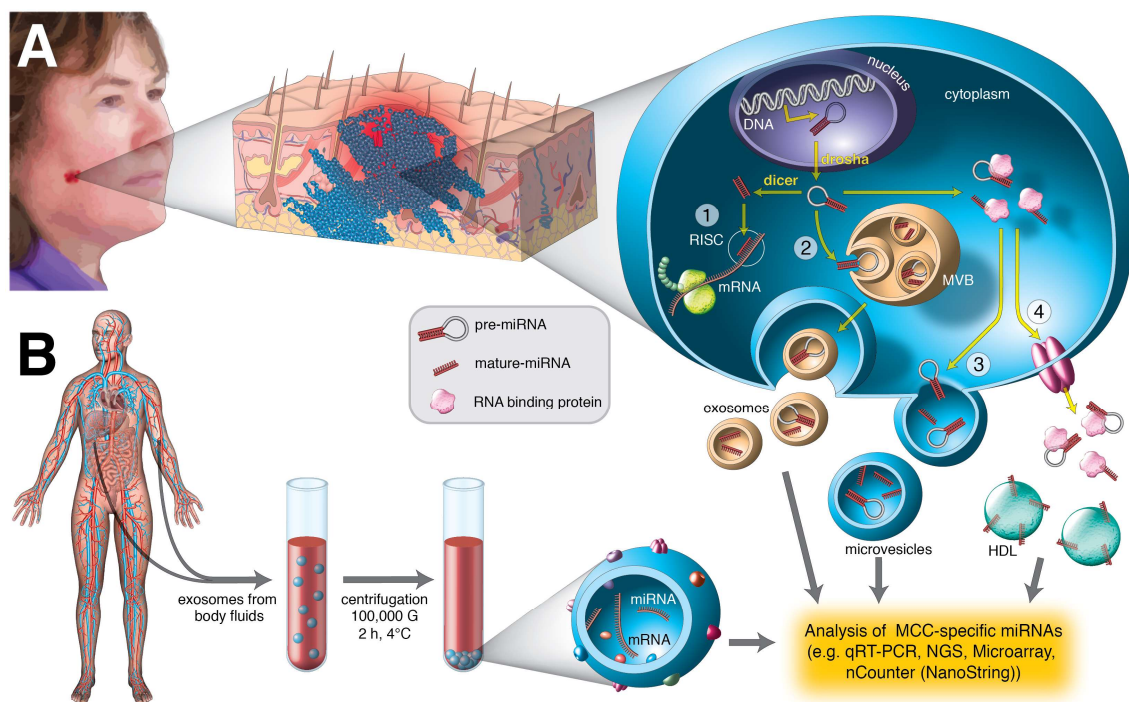 A
nucleus
cytoplasm
DNA
drosha
dicer
1
RISC
2
mRNA
MVB
4
3
pre-miRNA
mature-miRNA
RNA binding protein
exosomes
microvesicles
HDL
B
exosomes from
body fluids
centrifugation
100,000 G
2 h, 4°C
miRNA
mRNA
Analysis of MCC-specific miRNAs
(e.g. qRT-PCR, NGS, Microarray,
nCounter (NanoString))